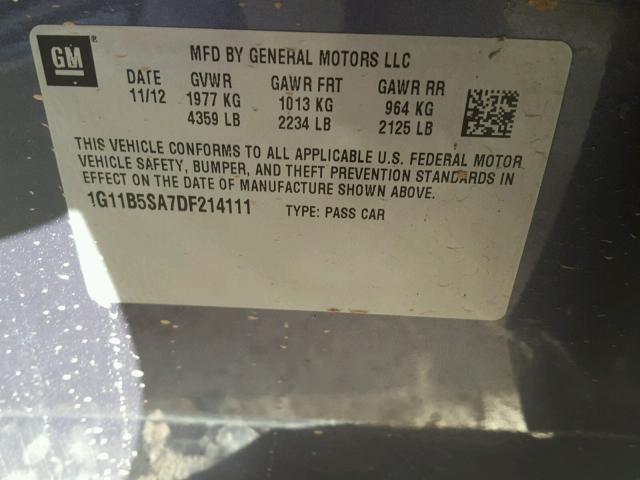 GM ®
MFD BY GENERAL MOTORS LLC
DATE GVWR GAWR FRT GAWR RR
11/12 1977 KG 1013 KG 964 KG
4359 LB 2234 LB 2125 LB
THIS VEHICLE CONFORMS TO ALL APPLICABLE U.S. FEDERAL MOTOR
VEHICLE SAFETY, BUMPER, AND THEFT PREVENTION STANDARDS IN
EFFECT ON THE DATE OF MANUFACTURE SHOWN ABOVE.
1G11B5SA7DF214111 TYPE: PASS CAR